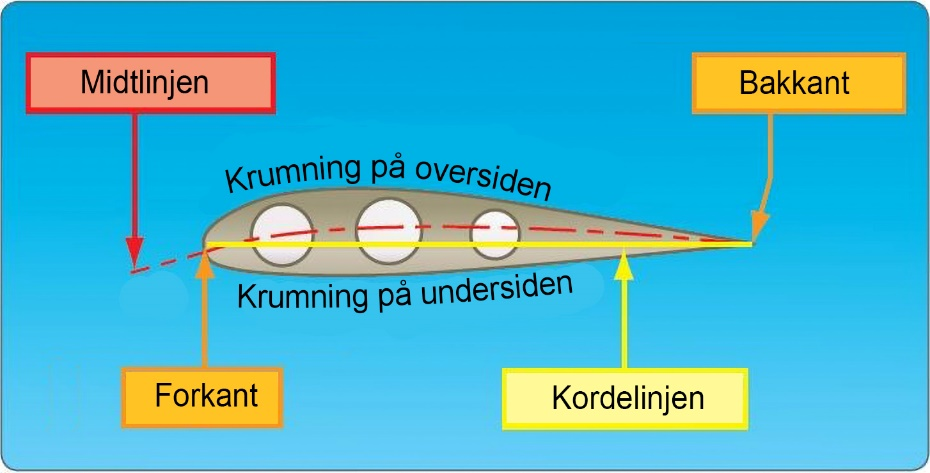 Midtlinjen
Bakkant
Krumning på oversiden
Krumning på undersiden
Forkant
Kordelinjen